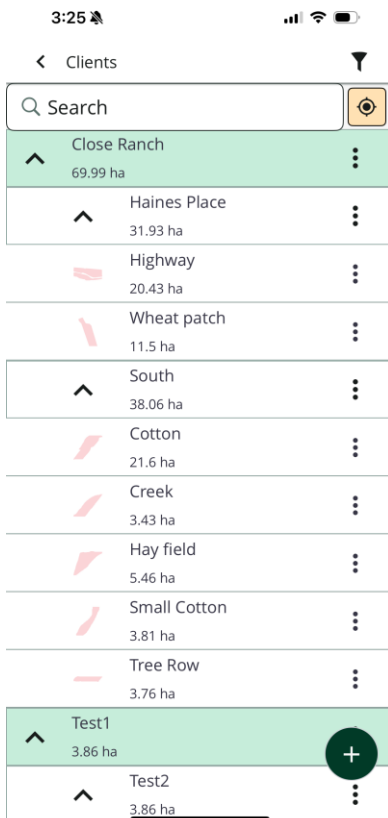 3:25
Clients
Search
Close Ranch
69.99 ha
Haines Place
31.93 ha
Highway
20.43 ha
Wheat patch
11.5 ha
South
38.06 ha
Cotton
21.6 ha
Creek
3.43 ha
Hay field
5.46 ha
Small Cotton
3.81 ha
Tree Row
3.76 ha
Test1
3.86 ha
Test2
3.86 ha